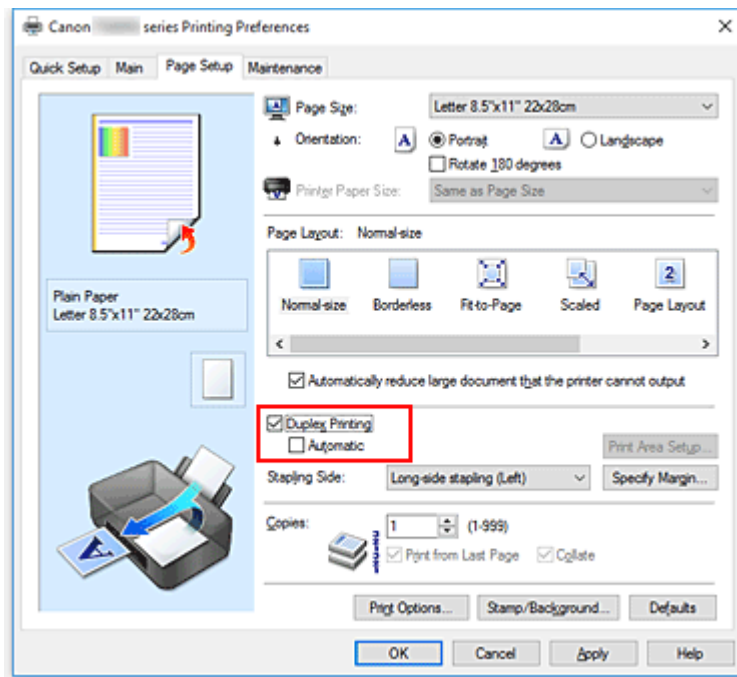 Canon series Printing Preferences
Quick Setup Main Page Setup Maintenance
Page Size: Letter 8.5"x11" 22x28cm
Orientation: A Portrait A Landscape
Rotate 180 degrees
Printer Paper Size: Same as Page Size
Page Layout: Normal-size
Normal-size Borderless Fit-to-Page Scaled Page Layout
Plain Paper
Letter 8.5"x11" 22x28cm
Automatically reduce large document that the printer cannot output
Duplex Printing
Automatic
Print Area Setup...
Stapling Side: Long-side stapling (Left) Specify Margin...
Copies: 1 (1-999)
Print from Last Page Collate
Print Options... Stamp/Background... Defaults
OK Cancel Apply Help